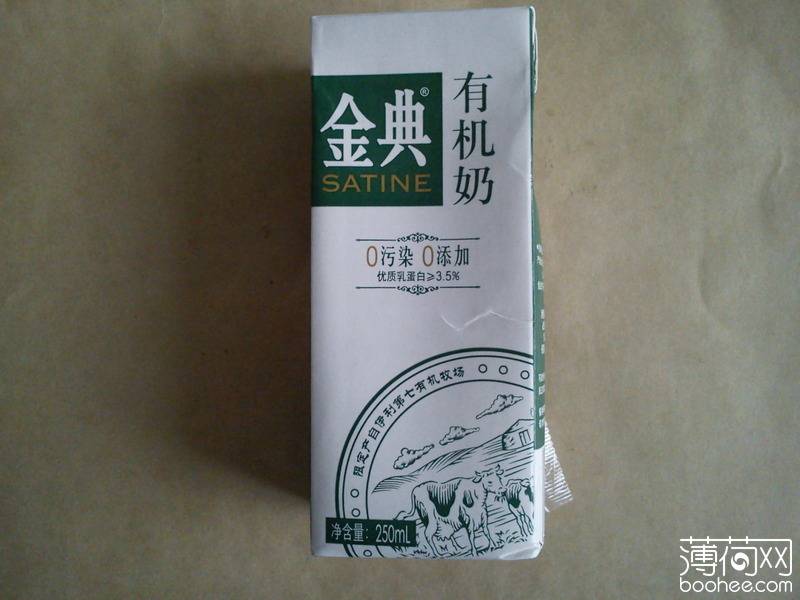 金典®
SATINE
有机奶
0污染 0添加
优质乳蛋白≥3.5%
限定产自伊利第七有机牧场
净含量：250mL
薄荷网
boohee.com